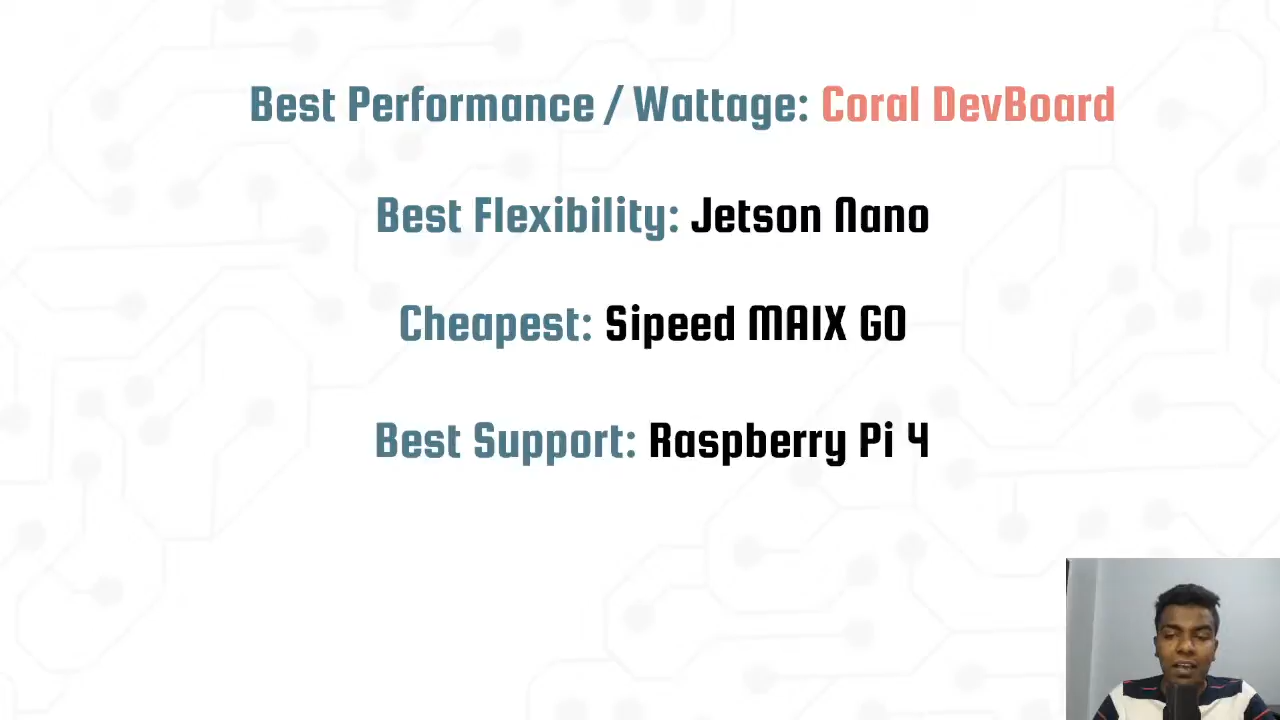 Best Performance / Wattage: Coral DevBoard
Best Flexibility: Jetson Nano
Cheapest: Sipeed MAIX GO
Best Support: Raspberry Pi 4